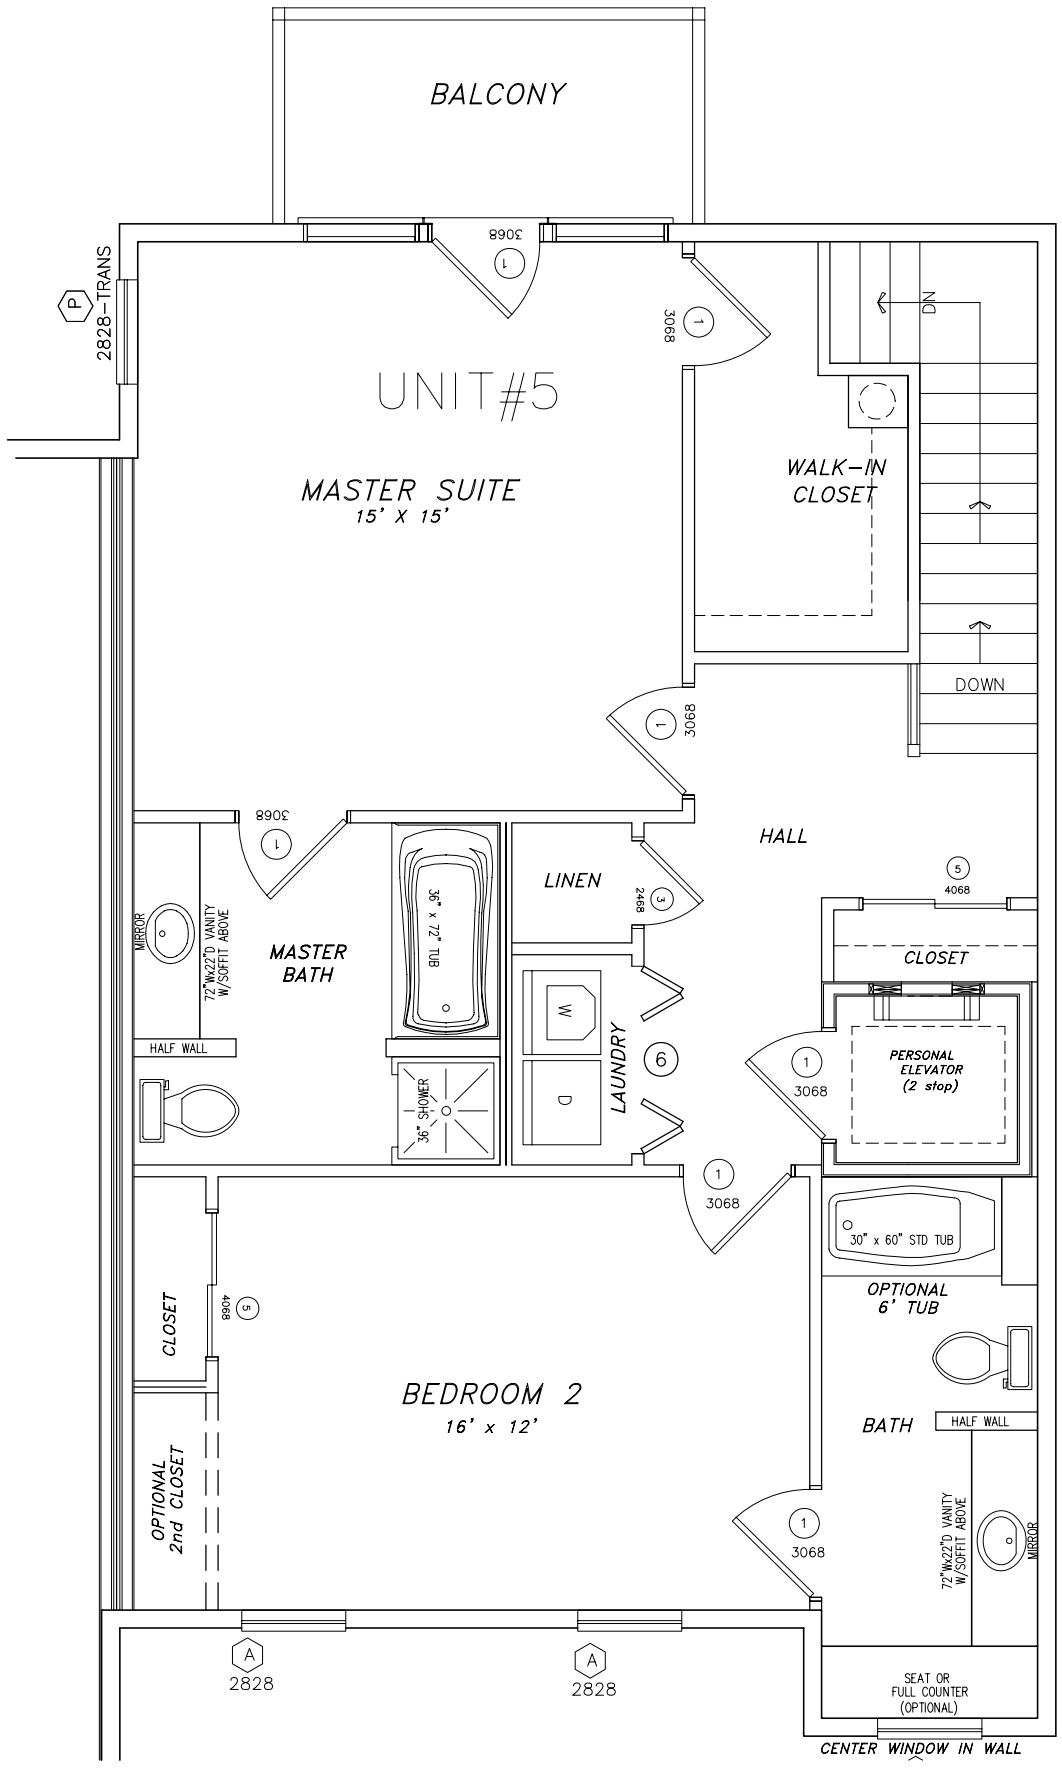 BALCONY
3068
1
P
2828-TRANS
1
3068
DN
UNIT#5
MASTER SUITE
15' X 15'
WALK-IN
CLOSET
DOWN
1
3068
3068
1
HALL
5
4068
LINEN
2468
3
MIRROR
72"Wx22"D VANITY
W/SOFFIT ABOVE
MASTER
BATH
36" x 72" TUB
CLOSET
HALF WALL
W
LAUNDRY
6
D
36" SHOWER
1
3068
PERSONAL
ELEVATOR
(2 stop)
1
3068
30" x 60" STD TUB
OPTIONAL
6' TUB
CLOSET
4068
5
BEDROOM 2
16' x 12'
BATH
HALF WALL
OPTIONAL
2nd CLOSET
1
3068
72"Wx22"D VANITY
W/SOFFIT ABOVE
MIRROR
A
2828
A
2828
SEAT OR
FULL COUNTER
(OPTIONAL)
CENTER WINDOW IN WALL